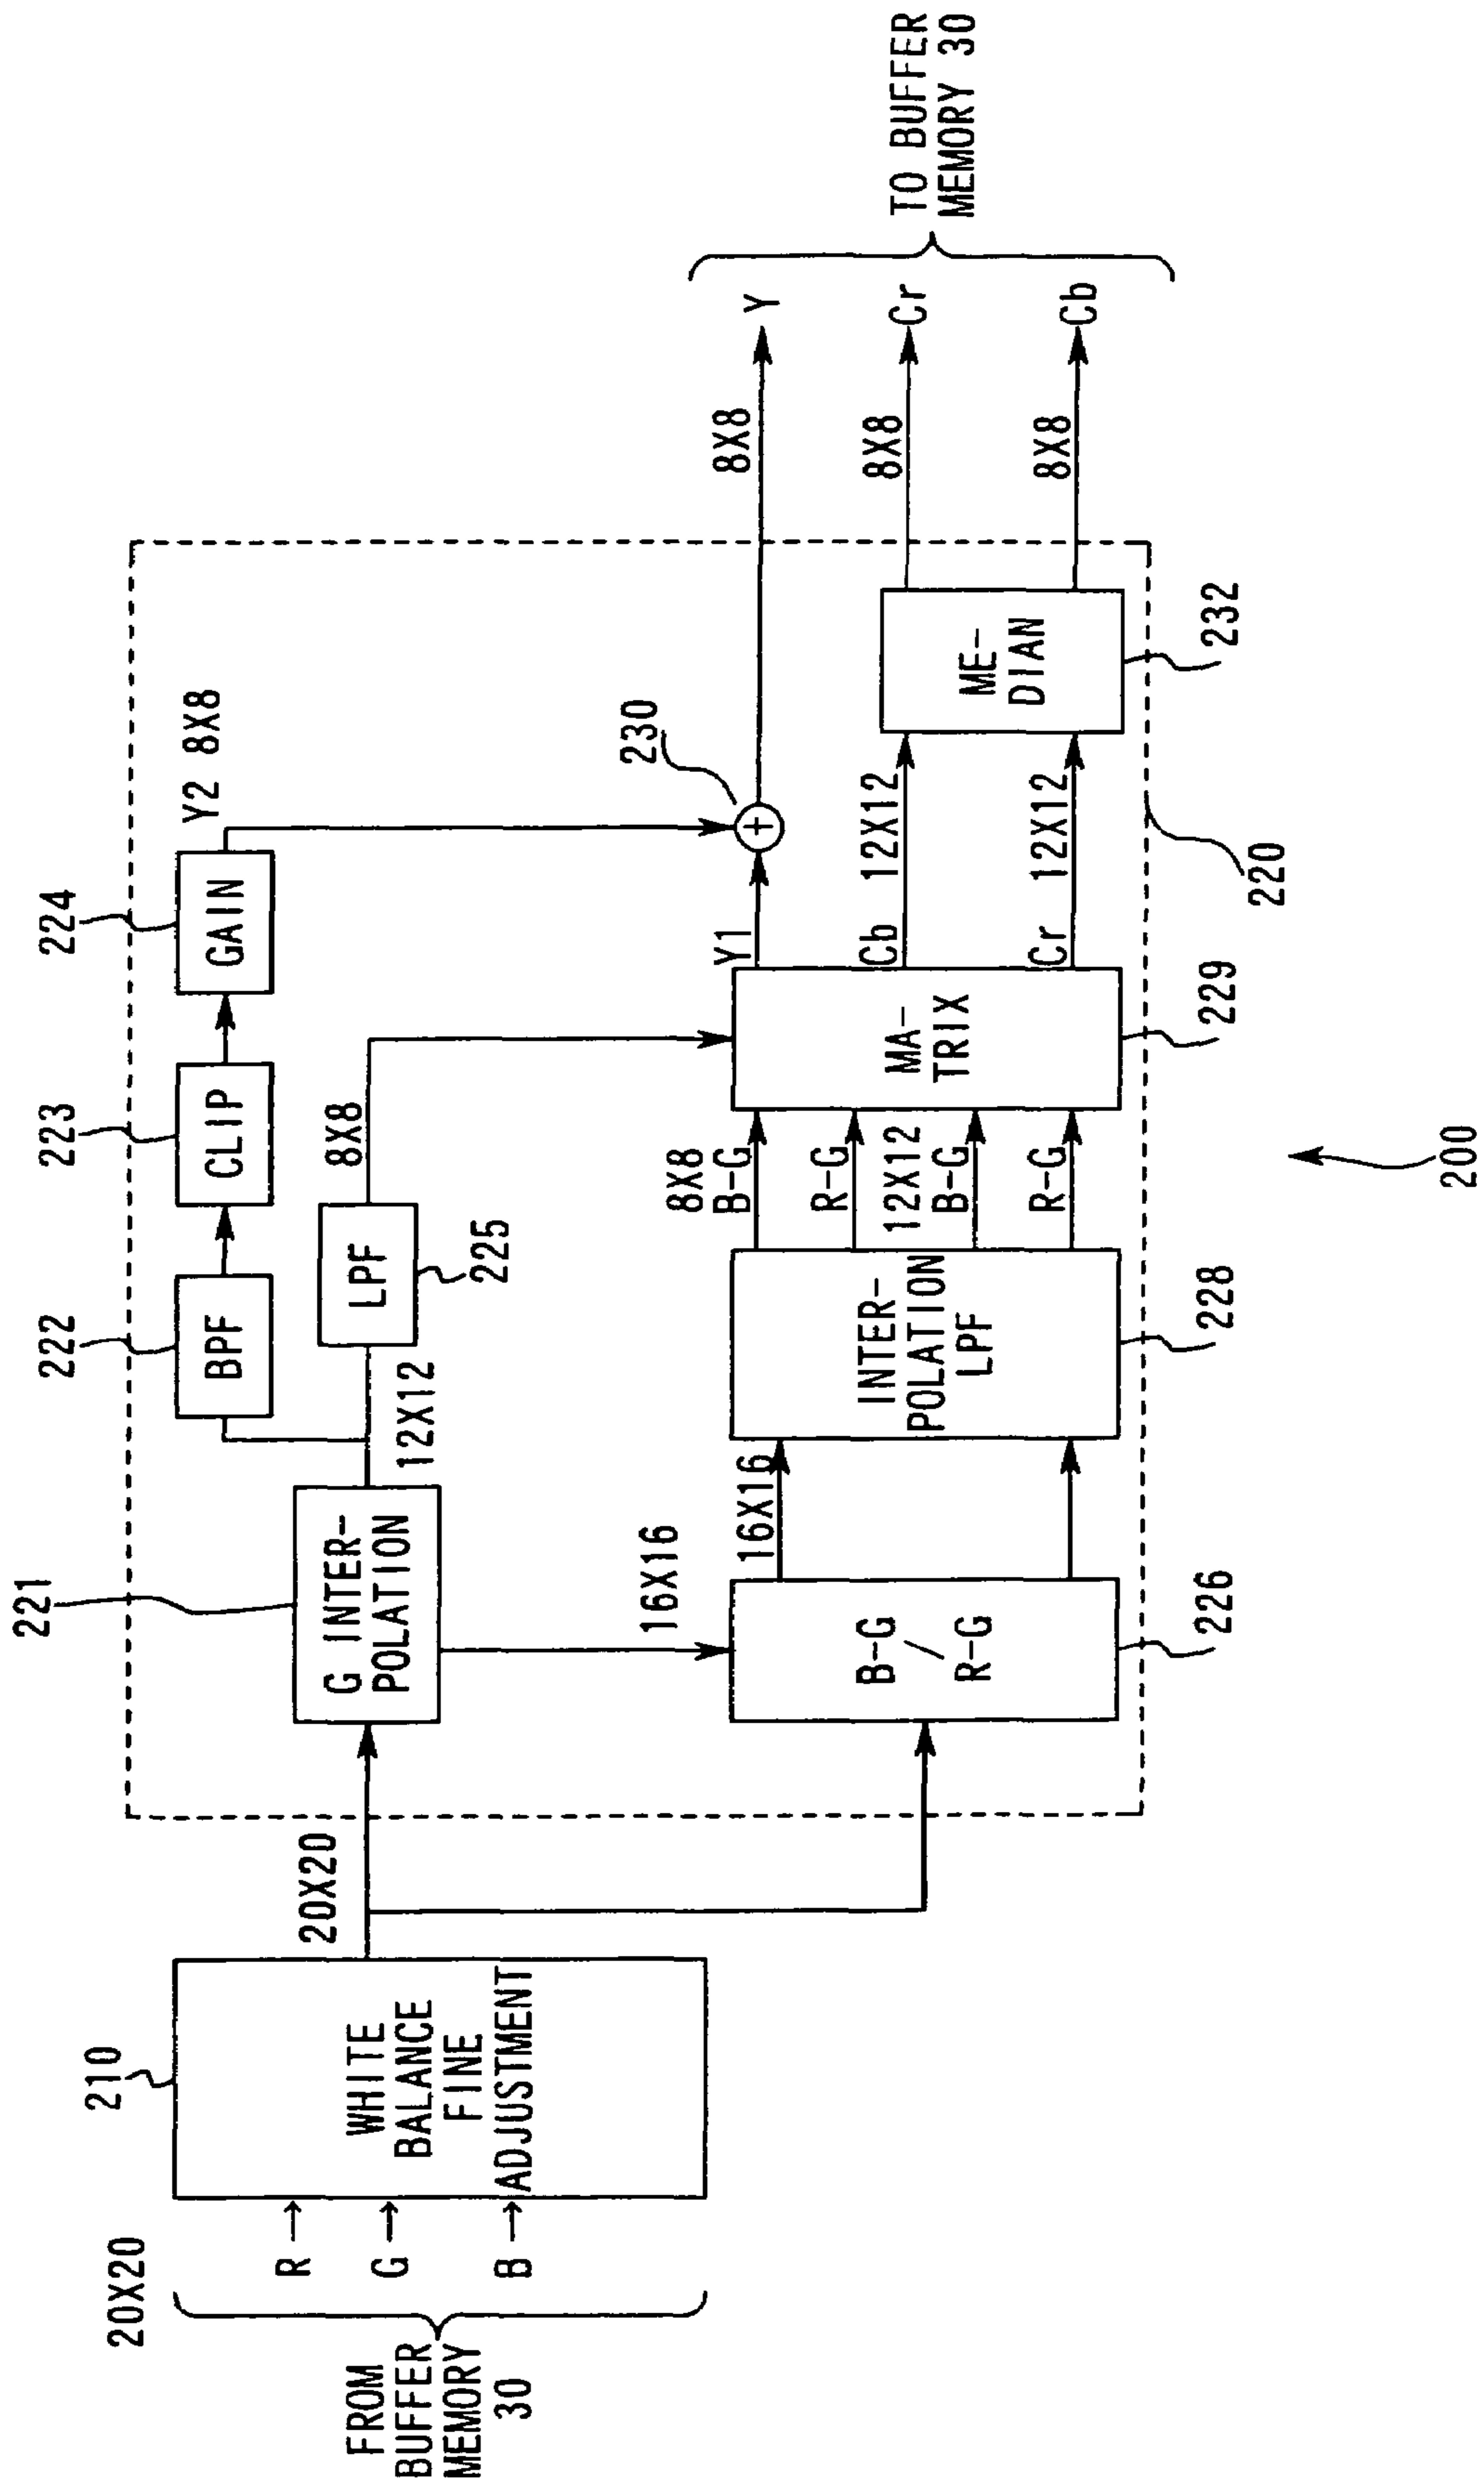 FROM
BUFFER
MEMORY
30
20X20
R
G
B
210
WHITE
BALANCE
FINE
ADJUSTMENT
20X20
221
G INTER-
POLATION
12X12
16X16
222
BPF
223
CLIP
224
GAIN
Y2 8X8
LPF
225
8X8
B-G
/
R-G
226
16X16
INTER-
POLATION
LPF
228
8X8
B-G
R-G
12X12
B-G
R-G
MA-
TRIX
229
Y1
Cb
Cr
230
+
12X12
12X12
ME-
DIAN
232
220
8X8
Y
8X8
Cr
8X8
Cb
TO BUFFER
MEMORY 30
200